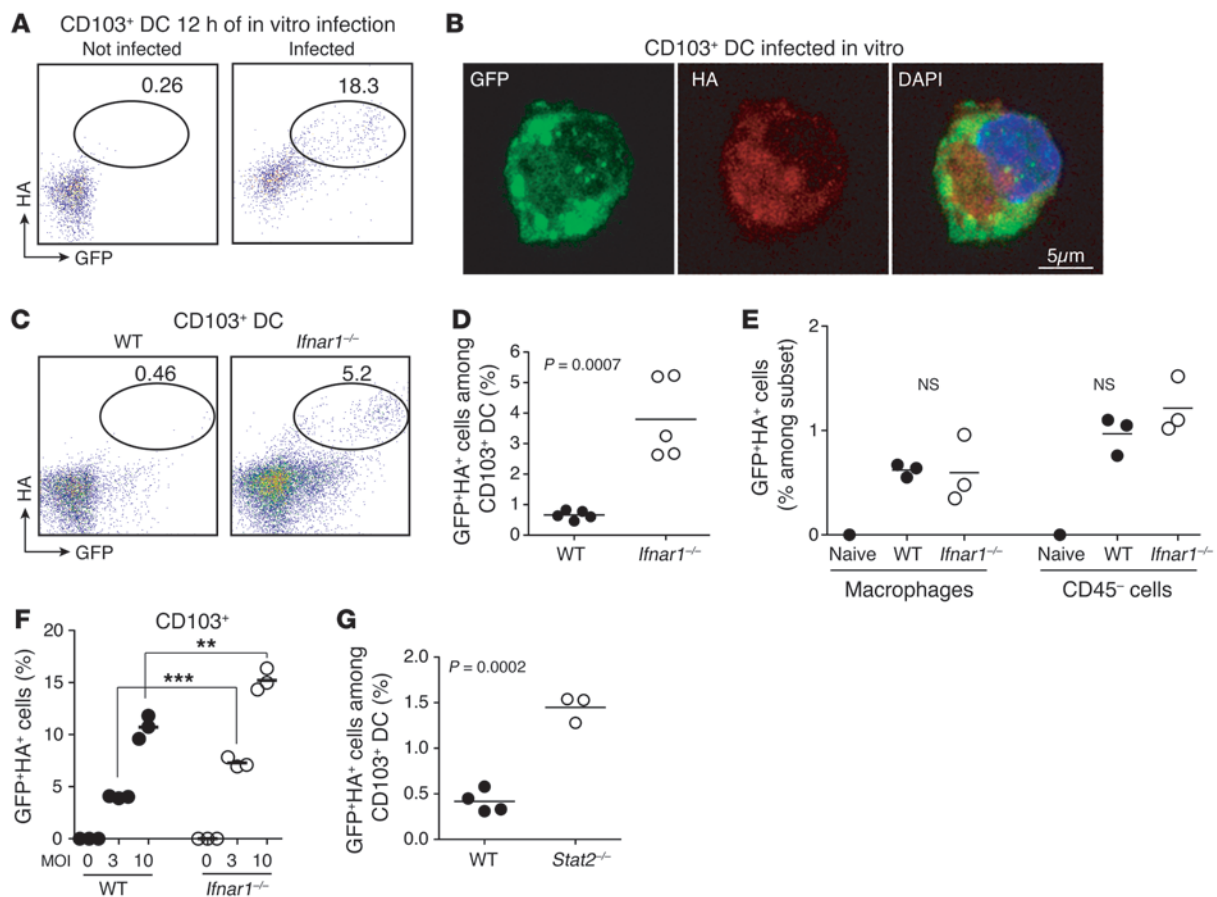 A
CD103⁺ DC 12 h of in vitro infection
Not infected
Infected
0.26
18.3
HA
GFP
B
CD103⁺ DC infected in vitro
GFP
HA
DAPI
5µm
C
CD103⁺ DC
WT
Ifnar1⁻/⁻
0.46
5.2
HA
GFP
D
GFP⁺HA⁺ cells among
CD103⁺ DC (%)
6
5
4
3
2
1
0
P = 0.0007
WT
Ifnar1⁻/⁻
E
GFP⁺HA⁺ cells
(% among subset)
2
1
0
NS
NS
Naive WT Ifnar1⁻/⁻
Naive WT Ifnar1⁻/⁻
Macrophages
CD45⁻ cells
F
CD103⁺
GFP⁺HA⁺ cells (%)
20
15
10
5
0
**
***
MOI 0 3 10 0 3 10
WT
Ifnar1⁻/⁻
G
GFP⁺HA⁺ cells among
CD103⁺ DC (%)
2.0
1.5
1.0
0.5
0.0
P = 0.0002
WT
Stat2⁻/⁻